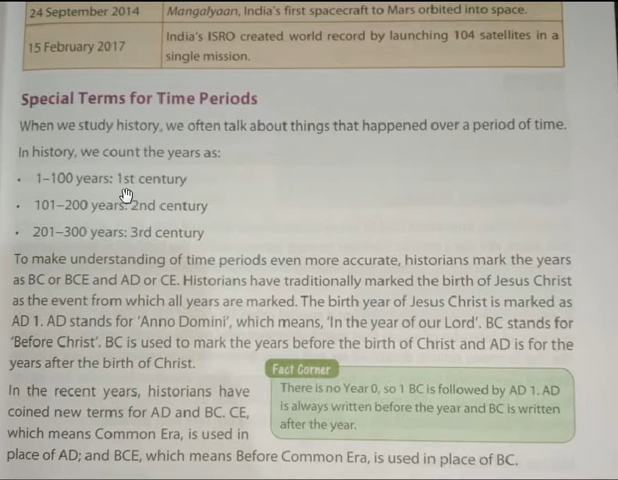 24 September 2014 Mangalyaan, India's first spacecraft to Mars orbited into space.
15 February 2017 India's ISRO created world record by launching 104 satellites in a
single mission.
Special Terms for Time Periods
When we study history, we often talk about things that happened over a period of time.
In history, we count the years as:
• 1–100 years: 1st century
• 101–200 years: 2nd century
• 201–300 years: 3rd century
To make understanding of time periods even more accurate, historians mark the years
as BC or BCE and AD or CE. Historians have traditionally marked the birth of Jesus Christ
as the event from which all years are marked. The birth year of Jesus Christ is marked as
AD 1. AD stands for 'Anno Domini', which means, 'In the year of our Lord'. BC stands for
'Before Christ'. BC is used to mark the years before the birth of Christ and AD is for the
years after the birth of Christ.
In the recent years, historians have
coined new terms for AD and BC. CE,
which means Common Era, is used in
place of AD; and BCE, which means Before Common Era, is used in place of BC.
Fact Corner
There is no Year 0, so 1 BC is followed by AD 1. AD
is always written before the year and BC is written
after the year.